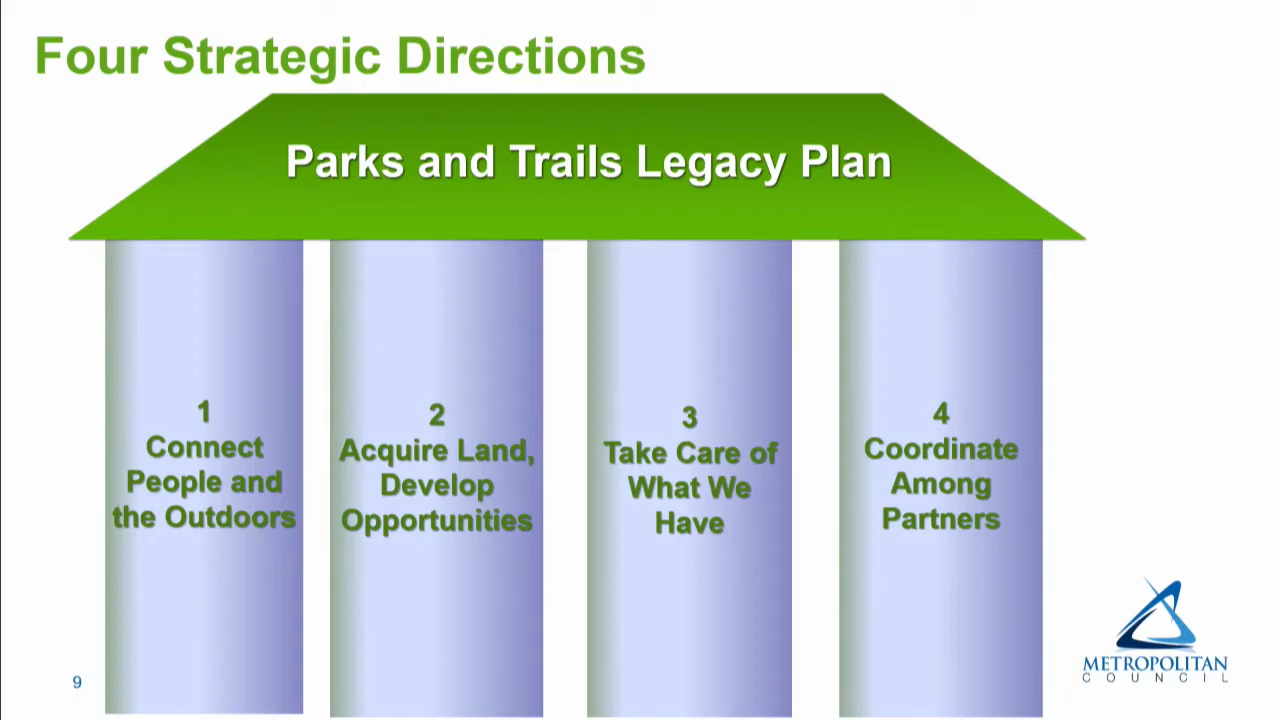 Four Strategic Directions
Parks and Trails Legacy Plan
1
Connect
People and
the Outdoors
2
Acquire Land,
Develop
Opportunities
3
Take Care of
What We
Have
4
Coordinate
Among
Partners
9
METROPOLITAN
COUNCIL